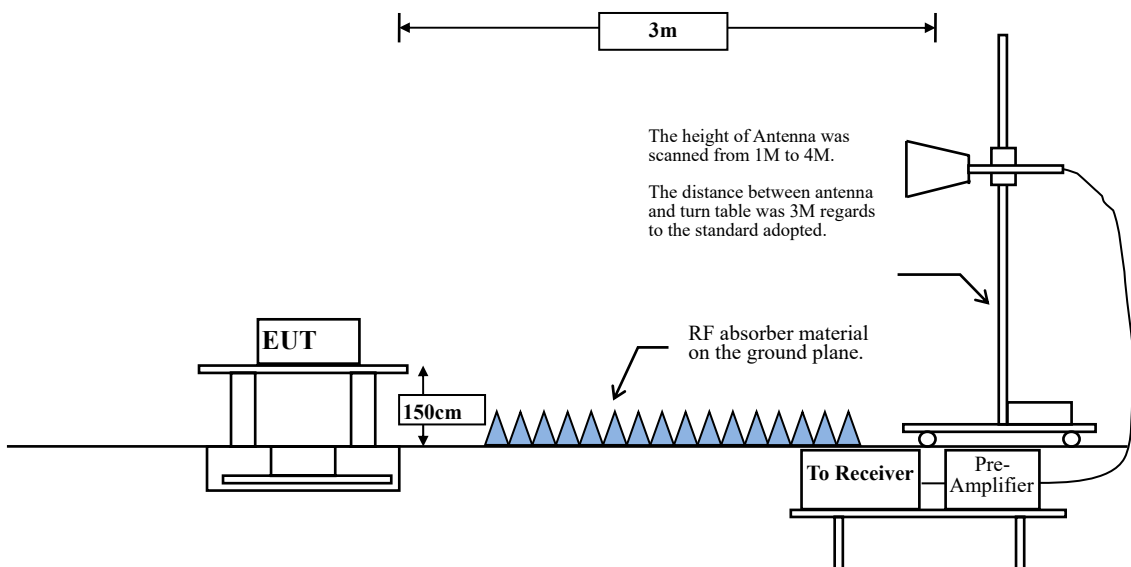 3m
The height of Antenna was
scanned from 1M to 4M.
The distance between antenna
and turn table was 3M regards
to the standard adopted.
EUT
RF absorber material
on the ground plane.
150cm
To Receiver
Pre-
Amplifier